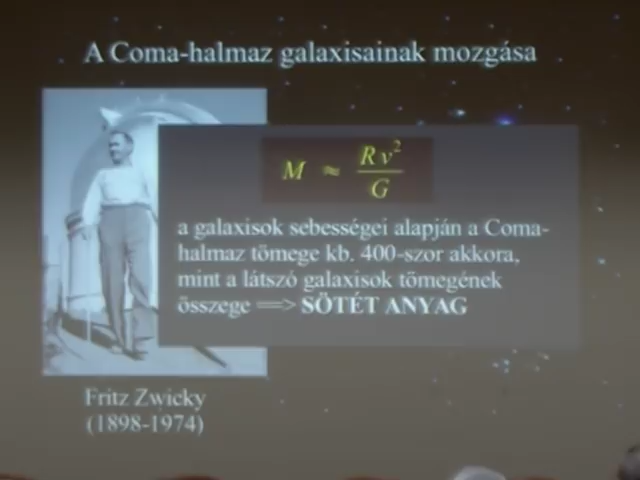 A Coma-halmaz galaxisainak mozgása
M ≈ Rv²/G
a galaxisok sebességei alapján a Coma-
halmaz tömege kb. 400-szor akkora,
mint a látszó galaxisok tömegének
összege ==> SÖTÉT ANYAG
Fritz Zwicky
(1898-1974)